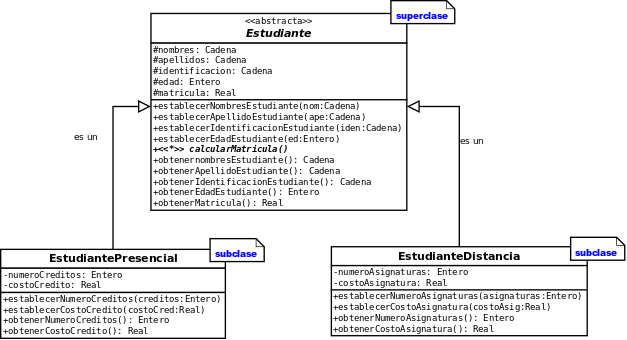 <<abstracta>>
Estudiante
superclase
#nombres: Cadena
#apellidos: Cadena
#identificacion: Cadena
#edad: Entero
#matricula: Real
+establecerNombresEstudiante(nom:Cadena)
+establecerApellidoEstudiante(ape:Cadena)
+establecerIdentificacionEstudiante(iden:Cadena)
+establecerEdadEstudiante(ed:Entero)
+<<*>> calcularMatricula()
+obtenernombresEstudiante(): Cadena
+obtenerApellidoEstudiante(): Cadena
+obtenerIdentificacionEstudiante(): Cadena
+obtenerEdadEstudiante(): Entero
+obtenerMatricula(): Real
es un
es un
EstudiantePresencial
subclase
-numeroCreditos: Entero
-costoCredito: Real
+establecerNumeroCreditos(creditos:Entero)
+establecerCostoCredito(costoCred:Real)
+obtenerNumeroCreditos(): Entero
+obtenerCostoCredito(): Real
EstudianteDistancia
subclase
-numeroAsignaturas: Entero
-costoAsignatura: Real
+establecerNumeroAsignaturas(asignaturas:Entero)
+establecerCostoAsignatura(costoAsig:Real)
+obtenerNumeroAsignaturas(): Entero
+obtenerCostoAsignatura(): Real